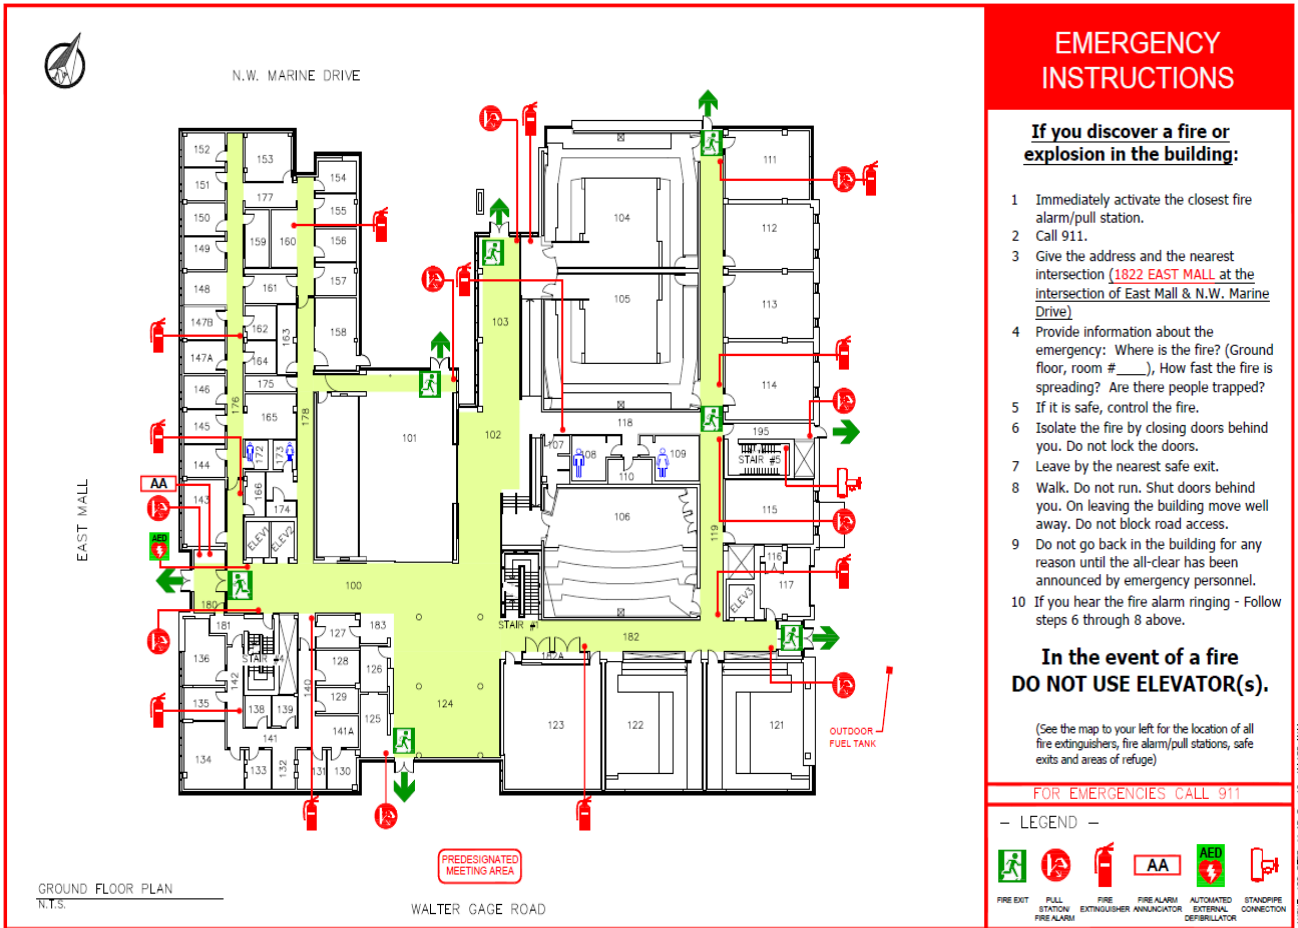 N.W. MARINE DRIVE
EAST MALL
152
153
151
177
154
150
155
159
160
156
149
148
161
157
147B
162
163
158
147A
164
146
175
176
178
165
145
172
173
144
166
143
174
AA
AED
ELEV1
ELEV2
100
101
102
103
104
105
106
107
108
109
110
118
111
112
113
114
195
STAIR #5
115
116
117
119
ELEV3
STAIR #1
182
182A
180
181
183
127
136
STAIR #4
142
140
128
126
135
138
139
129
125
124
141
141A
134
133
132
131
130
123
122
121
OUTDOOR
FUEL TANK
PREDESIGNATED
MEETING AREA
GROUND FLOOR PLAN
N.T.S.
WALTER GAGE ROAD
EMERGENCY
INSTRUCTIONS
If you discover a fire or
explosion in the building:
1 Immediately activate the closest fire
alarm/pull station.
2 Call 911.
3 Give the address and the nearest
intersection (1822 EAST MALL at the
intersection of East Mall & N.W. Marine
Drive)
4 Provide information about the
emergency: Where is the fire? (Ground
floor, room #____), How fast the fire is
spreading? Are there people trapped?
5 If it is safe, control the fire.
6 Isolate the fire by closing doors behind
you. Do not lock the doors.
7 Leave by the nearest safe exit.
8 Walk. Do not run. Shut doors behind
you. On leaving the building move well
away. Do not block road access.
9 Do not go back in the building for any
reason until the all-clear has been
announced by emergency personnel.
10 If you hear the fire alarm ringing - Follow
steps 6 through 8 above.
In the event of a fire
DO NOT USE ELEVATOR(s).
(See the map to your left for the location of all
fire extinguishers, fire alarm/pull stations, safe
exits and areas of refuge)
FOR EMERGENCIES CALL 911
- LEGEND -
AA
AED
FIRE EXIT
PULL
STATION/
FIRE ALARM
FIRE
EXTINGUISHER
FIRE ALARM
ANNUNCIATOR
AUTOMATED
EXTERNAL
DEFIBRILLATOR
STANDPIPE
CONNECTION